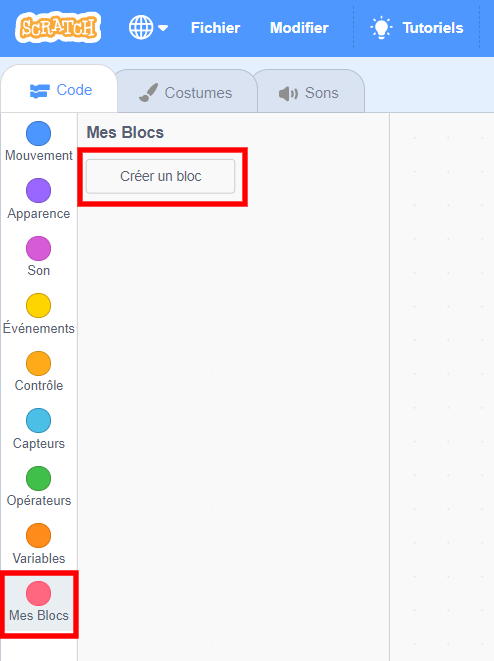 SCRATCH Fichier Modifier Tutoriels
Code Costumes Sons
Mes Blocs
Créer un bloc
Mouvement
Apparence
Son
Événements
Contrôle
Capteurs
Opérateurs
Variables
Mes Blocs